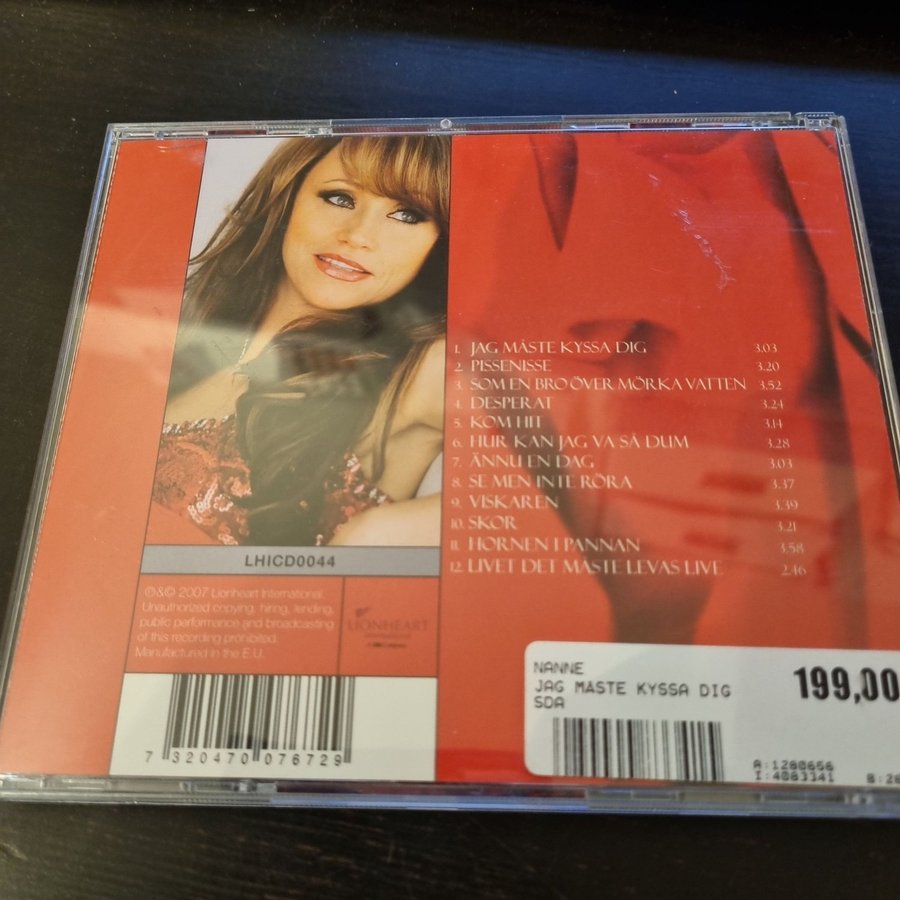 1. JAG MÅSTE KYSSA DIG 3.03
2. PISSENISSE 3.20
3. SOM EN BRO ÖVER MÖRKA VATTEN 3.52
4. DESPERAT 3.24
5. KOM HIT 3.14
6. HUR KAN JAG VA SÅ DUM 3.28
7. ÄNNU EN DAG 3.03
8. SE MEN INTE RÖRA 3.37
9. VISKAREN 3.39
10. SKOR 3.21
11. HORNEN I PANNAN 3.58
12. LIVET DET MÅSTE LEVAS LIVE 2.46
LHICD0044
℗&© 2007 Lionheart International.
Unauthorized copying, hiring, lending,
public performance and broadcasting
of this recording prohibited.
Manufactured in the E.U.
LIONHEART
7 320470 076729
NANNE
JAG MÅSTE KYSSA DIG
SDA
199,00
A:1280656
I:4083341